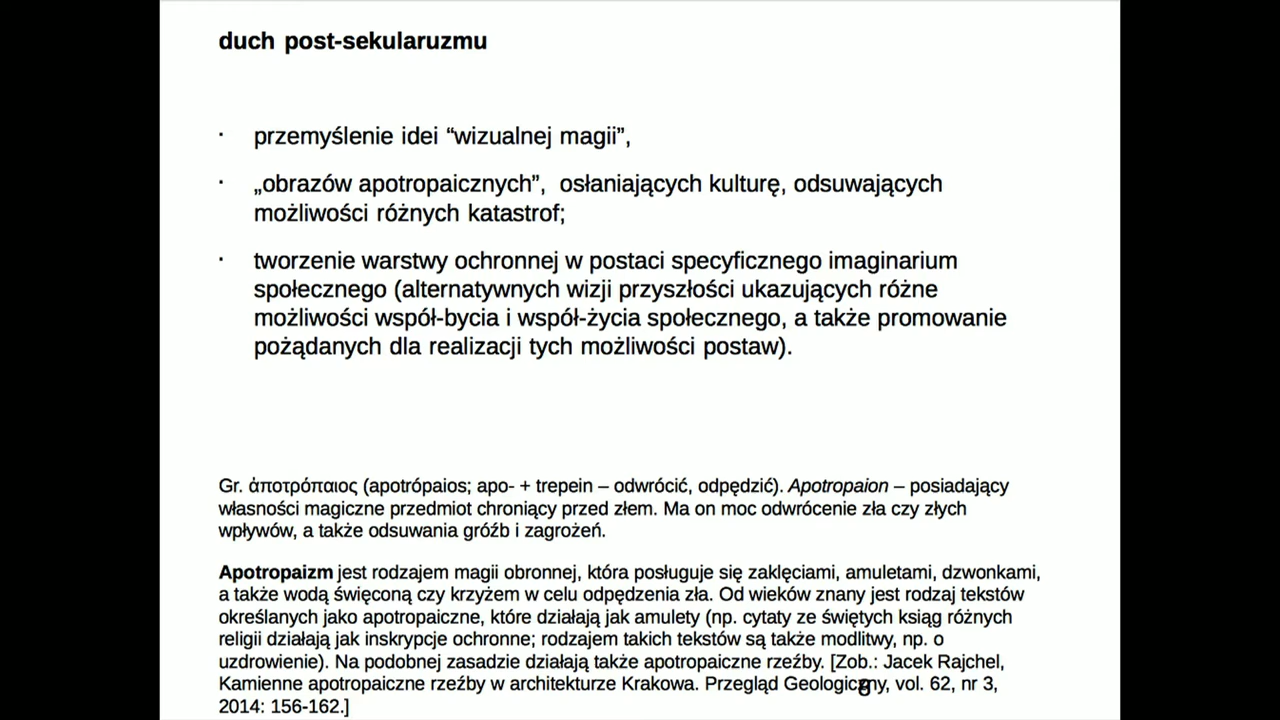 duch post-sekularuzmu
· przemyślenie idei “wizualnej magii”,
· „obrazów apotropaicznych”, osłaniających kulturę, odsuwających
możliwości różnych katastrof;
· tworzenie warstwy ochronnej w postaci specyficznego imaginarium
społecznego (alternatywnych wizji przyszłości ukazujących różne
możliwości współ-bycia i współ-życia społecznego, a także promowanie
pożądanych dla realizacji tych możliwości postaw).
Gr. ἀποτρόπαιος (apotrópaios; apo- + trepein – odwrócić, odpędzić). Apotropaion – posiadający
własności magiczne przedmiot chroniący przed złem. Ma on moc odwrócenie zła czy złych
wpływów, a także odsuwania gróźb i zagrożeń.
Apotropaizm jest rodzajem magii obronnej, która posługuje się zaklęciami, amuletami, dzwonkami,
a także wodą święconą czy krzyżem w celu odpędzenia zła. Od wieków znany jest rodzaj tekstów
określanych jako apotropaiczne, które działają jak amulety (np. cytaty ze świętych ksiąg różnych
religii działają jak inskrypcje ochronne; rodzajem takich tekstów są także modlitwy, np. o
uzdrowienie). Na podobnej zasadzie działają także apotropaiczne rzeźby. [Zob.: Jacek Rajchel,
Kamienne apotropaiczne rzeźby w architekturze Krakowa. Przegląd Geologiczny, vol. 62, nr 3,
2014: 156-162.]
8